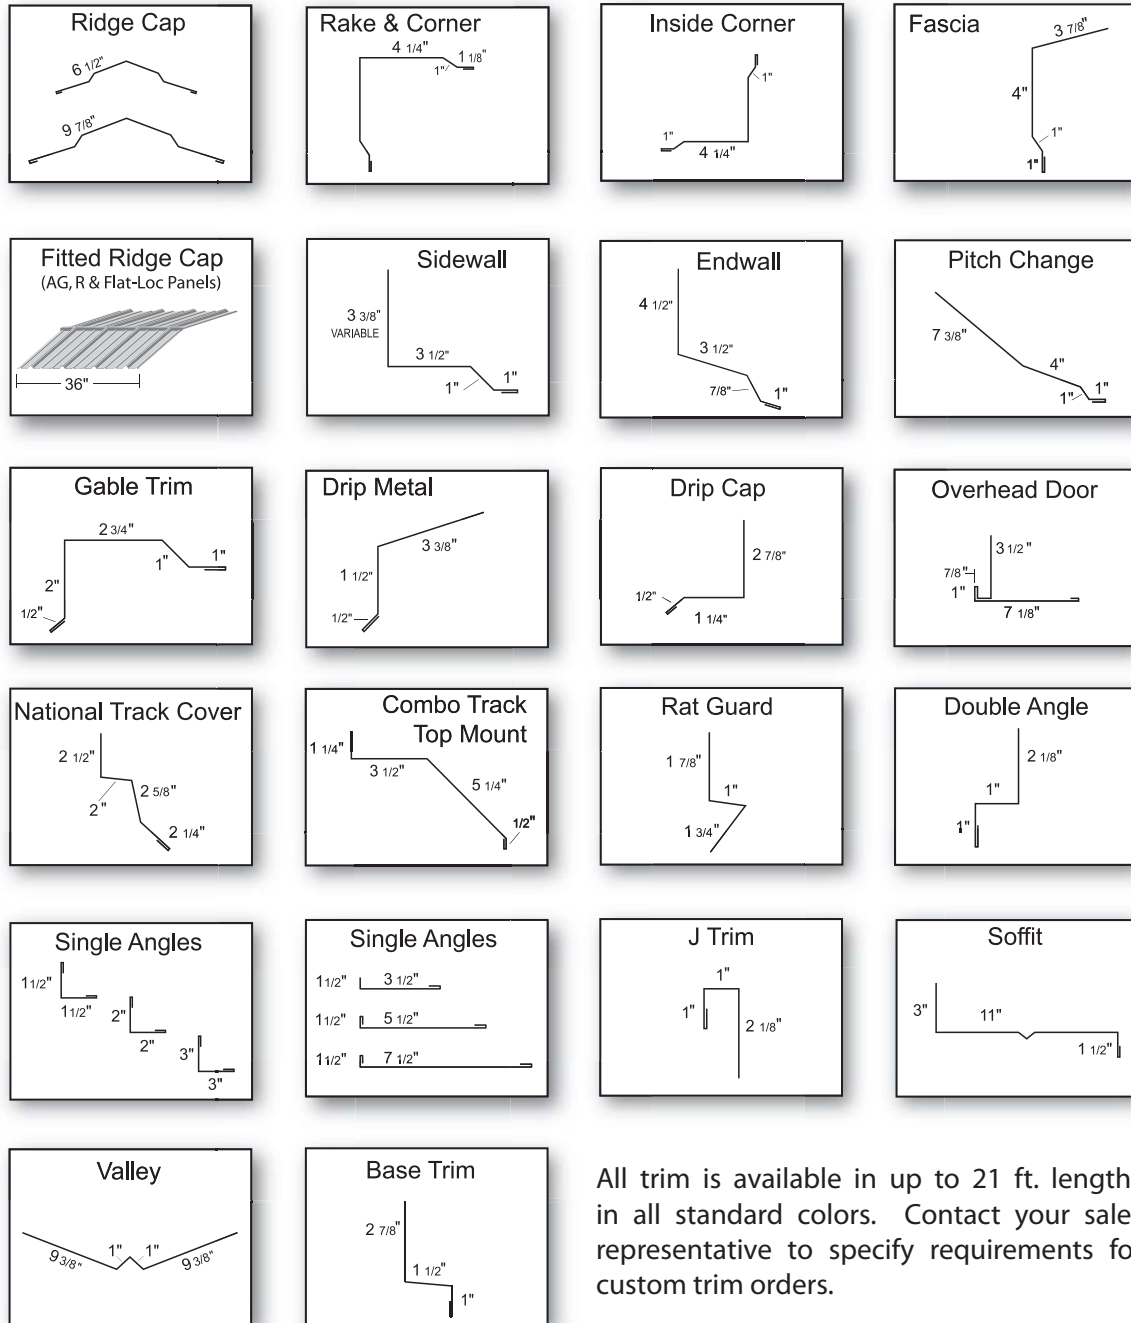 Ridge Cap
6 1/2"
9 7/8"
Rake & Corner
4 1/4"
1 1/8"
1"
Inside Corner
1"
1"
4 1/4"
Fascia
3 7/8"
4"
1"
1"
Fitted Ridge Cap
(AG, R & Flat-Loc Panels)
36"
Sidewall
3 3/8"
VARIABLE
3 1/2"
1"
1"
Endwall
4 1/2"
3 1/2"
7/8"
1"
Pitch Change
7 3/8"
4"
1"
1"
Gable Trim
2 3/4"
1"
1"
2"
1/2"
Drip Metal
3 3/8"
1 1/2"
1/2"
Drip Cap
2 7/8"
1/2"
1 1/4"
Overhead Door
3 1/2"
7/8"
1"
7 1/8"
National Track Cover
2 1/2"
2 5/8"
2"
2 1/4"
Combo Track
Top Mount
1 1/4"
3 1/2"
5 1/4"
1/2"
Rat Guard
1 7/8"
1"
1 3/4"
Double Angle
2 1/8"
1"
1"
Single Angles
1 1/2"
1 1/2"
2"
2"
3"
3"
Single Angles
1 1/2" 3 1/2"
1 1/2" 5 1/2"
1 1/2" 7 1/2"
J Trim
1"
1"
2 1/8"
Soffit
3"
11"
1 1/2"
Valley
9 3/8"
1"
1"
9 3/8"
Base Trim
2 7/8"
1 1/2"
1"
All trim is available in up to 21 ft. length
in all standard colors. Contact your sale
representative to specify requirements fo
custom trim orders.